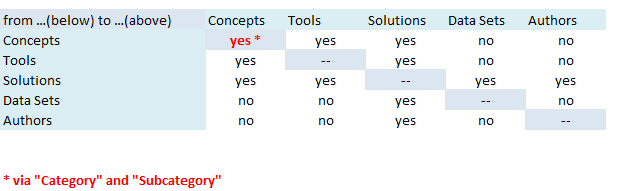 from ...(below) to ...(above) Concepts Tools Solutions Data Sets Authors
Concepts yes * yes yes no no
Tools yes -- yes no no
Solutions yes yes -- yes yes
Data Sets no no yes -- no
Authors no no yes no --
* via "Category" and "Subcategory"